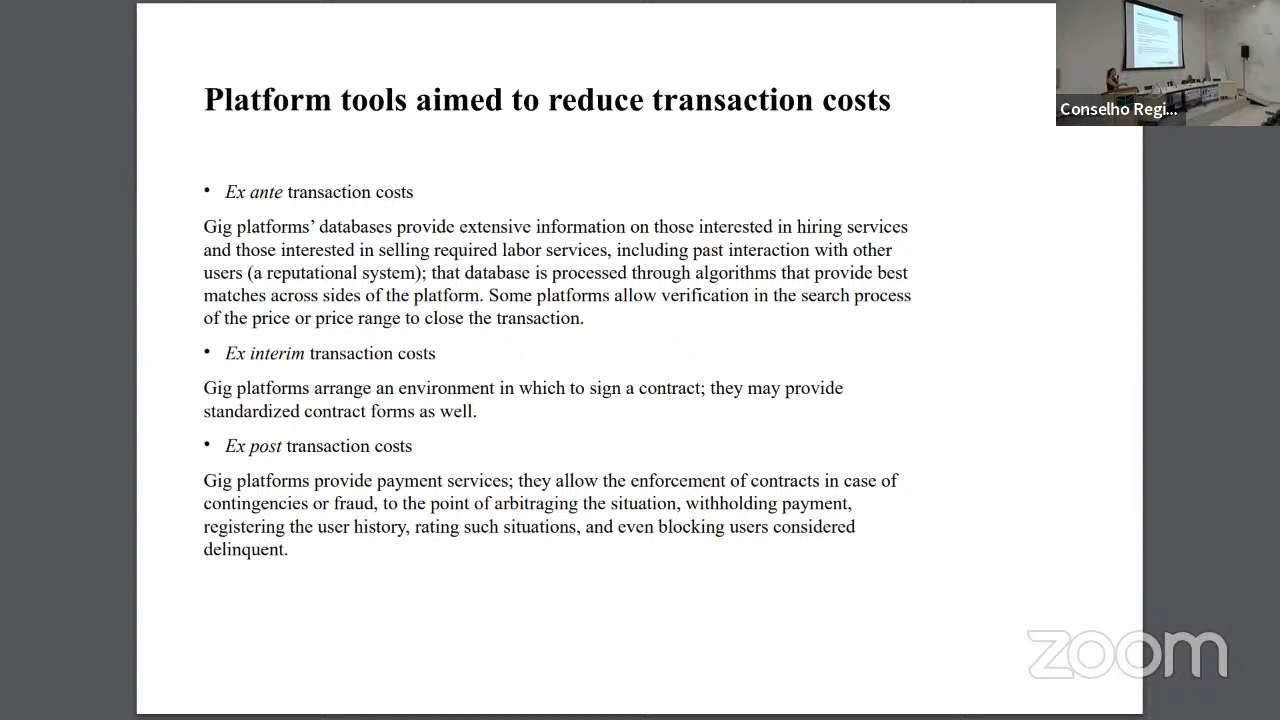 Platform tools aimed to reduce transaction costs
Conselho Regi...
• Ex ante transaction costs
Gig platforms’ databases provide extensive information on those interested in hiring services
and those interested in selling required labor services, including past interaction with other
users (a reputational system); that database is processed through algorithms that provide best
matches across sides of the platform. Some platforms allow verification in the search process
of the price or price range to close the transaction.
• Ex interim transaction costs
Gig platforms arrange an environment in which to sign a contract; they may provide
standardized contract forms as well.
• Ex post transaction costs
Gig platforms provide payment services; they allow the enforcement of contracts in case of
contingencies or fraud, to the point of arbitraging the situation, withholding payment,
registering the user history, rating such situations, and even blocking users considered
delinquent.
zoom